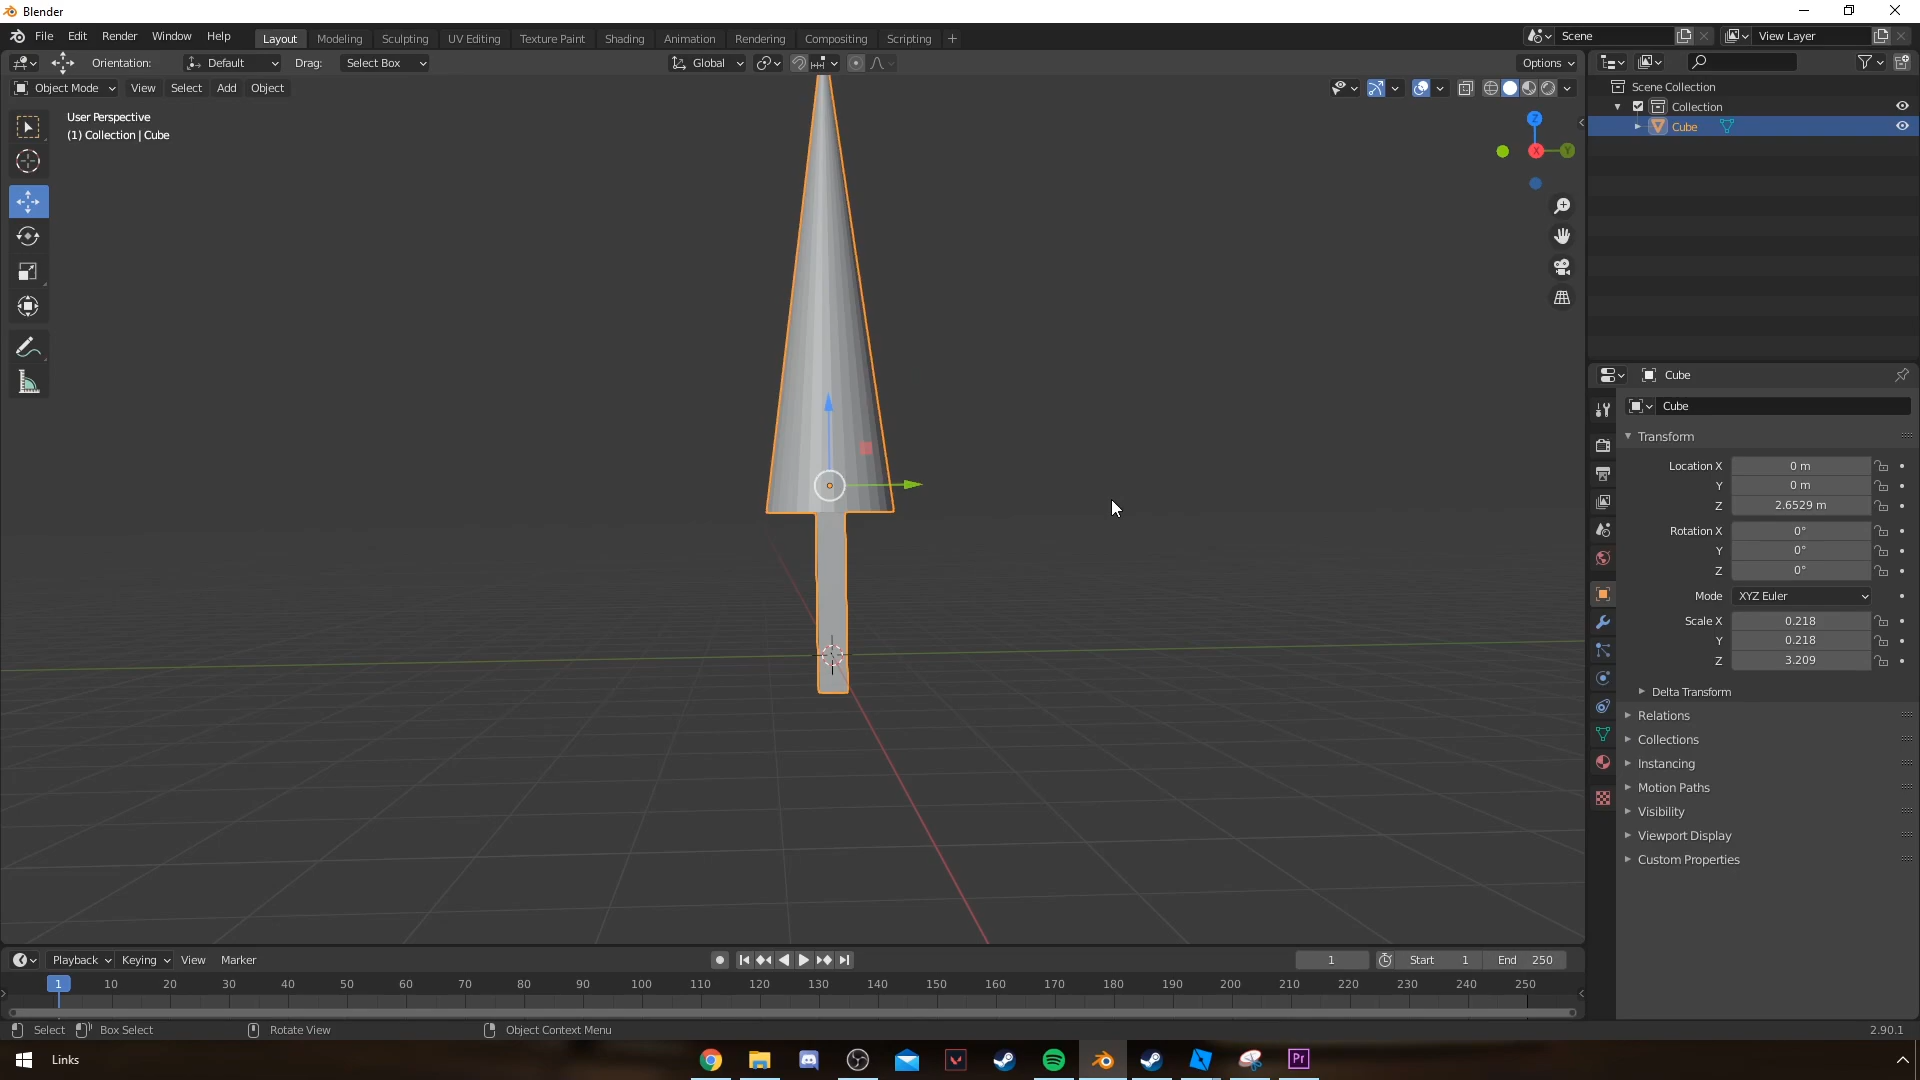 Blender
File Edit Render Window Help
Layout Modeling Sculpting UV Editing Texture Paint Shading Animation Rendering Compositing Scripting +
Scene
View Layer
Orientation: Default Drag: Select Box
Global
Options
Object Mode View Select Add Object
User Perspective
(1) Collection | Cube
Z
X
Y
Scene Collection
Collection
Cube
Cube
Cube
Transform
Location X 0 m
Y 0 m
Z 2.6529 m
Rotation X 0°
Y 0°
Z 0°
Mode XYZ Euler
Scale X 0.218
Y 0.218
Z 3.209
Delta Transform
Relations
Collections
Instancing
Motion Paths
Visibility
Viewport Display
Custom Properties
Playback Keying View Marker
1 Start 1 End 250
1 10 20 30 40 50 60 70 80 90 100 110 120 130 140 150 160 170 180 190 200 210 220 230 240 250
Select Box Select Rotate View Object Context Menu 2.90.1
Links
Pr